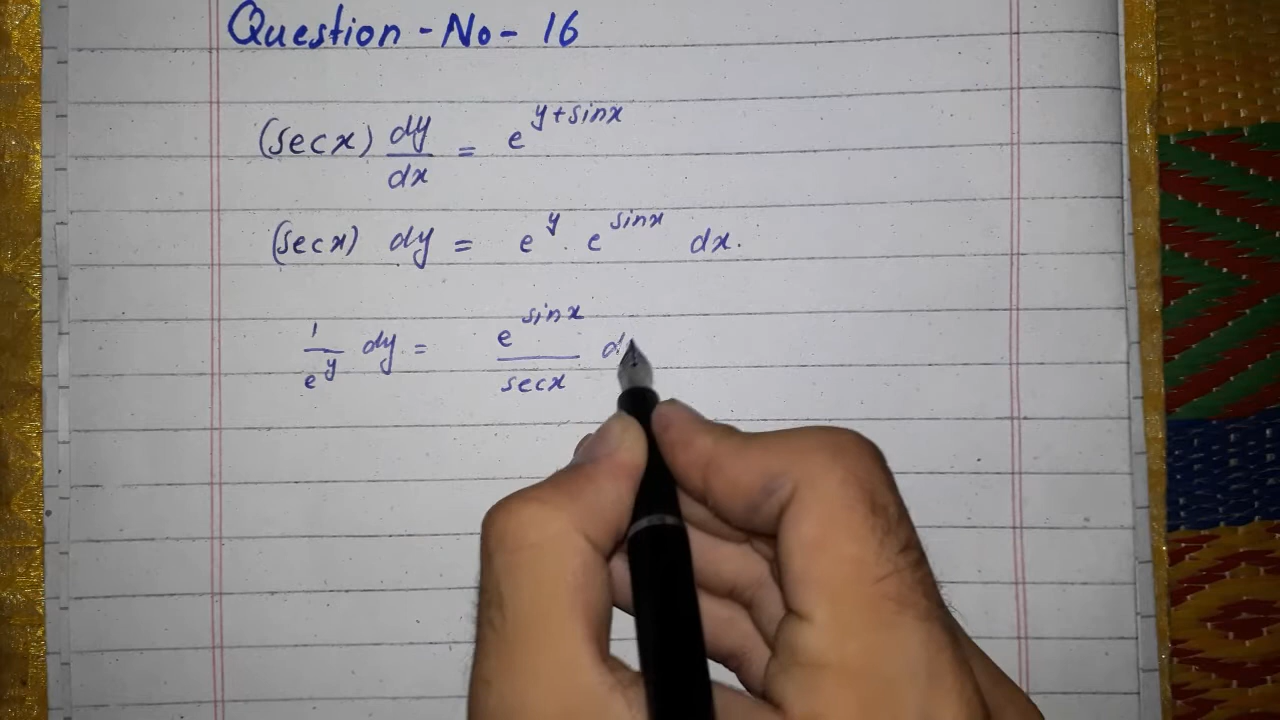 Question - No - 16
(secx) dy/dx = e^y+sinx
(secx) dy = e^y . e^sinx dx.
1/e^y dy = e^sinx/secx d